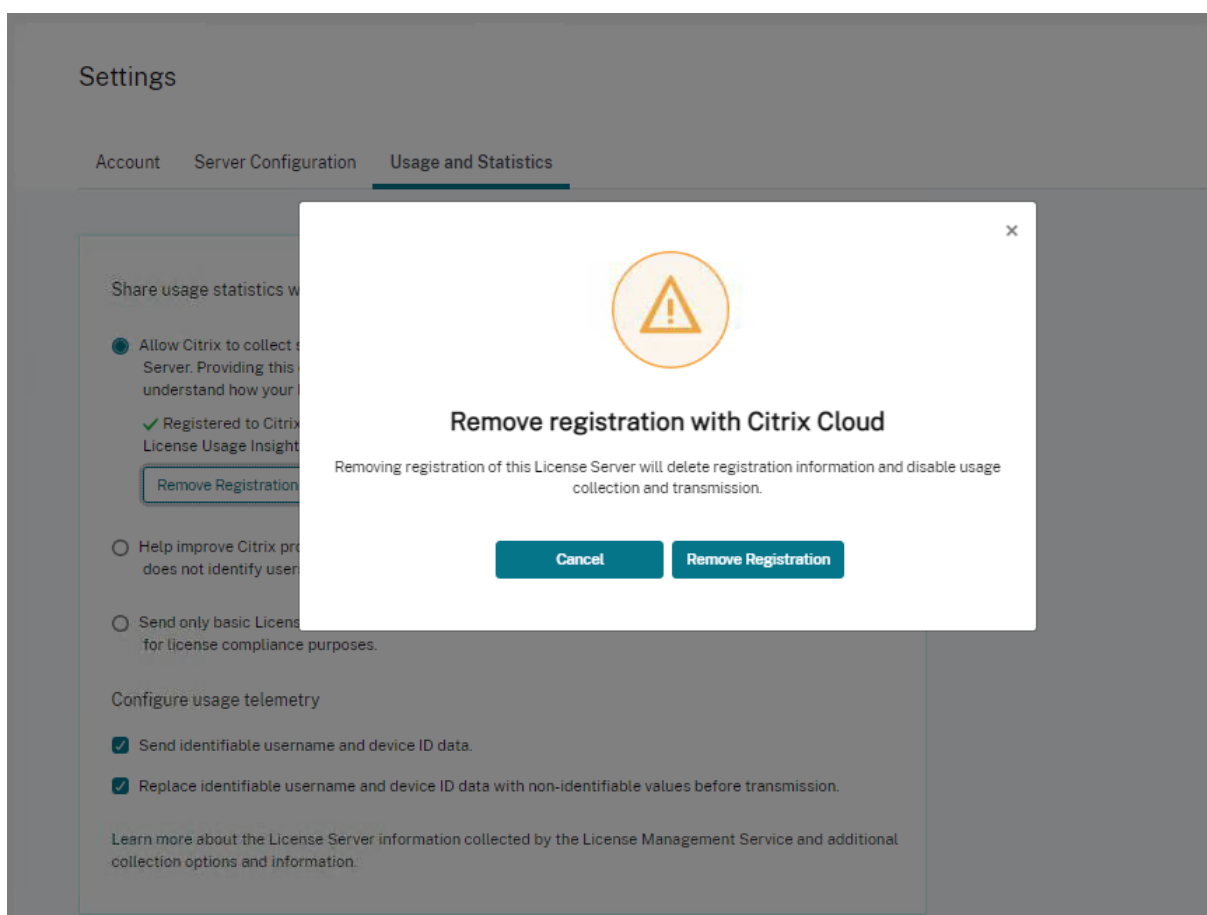 Settings
Account Server Configuration Usage and Statistics
×
Share usage statistics w
Allow Citrix to collect s
Server. Providing this
understand how your
Registered to Citrix
License Usage Insight
Remove Registration
Remove registration with Citrix Cloud
Removing registration of this License Server will delete registration information and disable usage
collection and transmission.
Cancel Remove Registration
Help improve Citrix pro
does not identify user
Send only basic Licens
for license compliance purposes.
Configure usage telemetry
Send identifiable username and device ID data.
Replace identifiable username and device ID data with non-identifiable values before transmission.
Learn more about the License Server information collected by the License Management Service and additional
collection options and information.